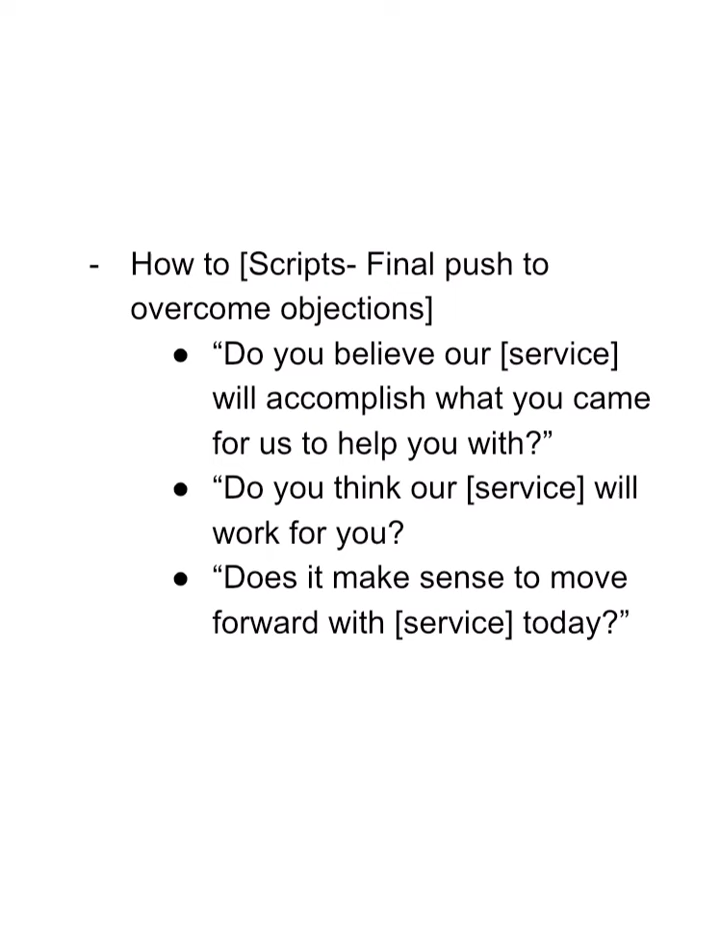 - How to [Scripts- Final push to
overcome objections]
● “Do you believe our [service]
will accomplish what you came
for us to help you with?”
● “Do you think our [service] will
work for you?
● “Does it make sense to move
forward with [service] today?”